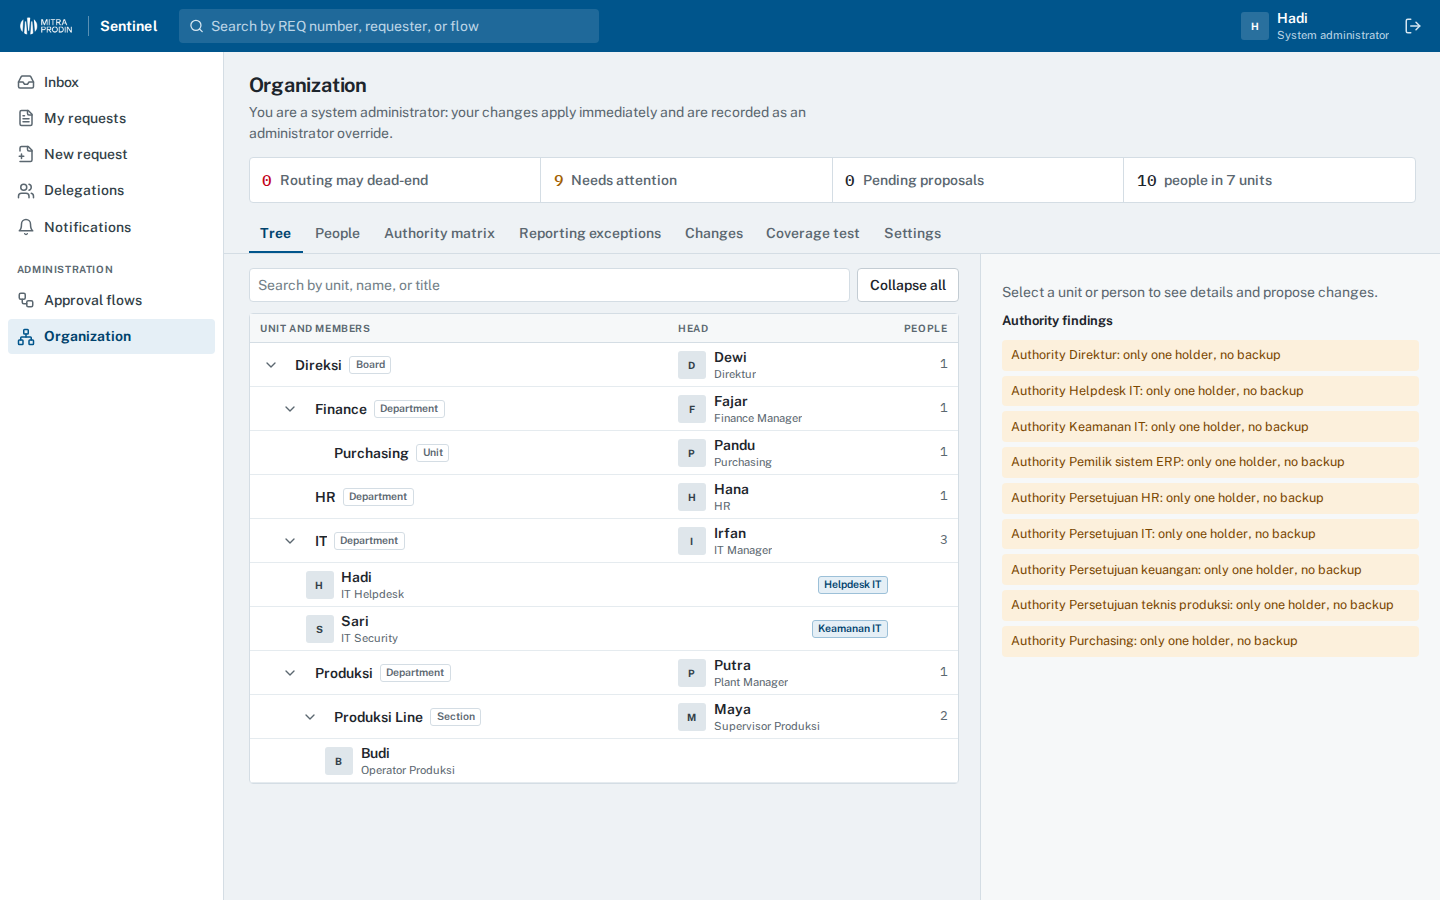 MITRA
PRODIN
Sentinel
Search by REQ number, requester, or flow
H
Hadi
System administrator
Inbox
My requests
New request
Delegations
Notifications
ADMINISTRATION
Approval flows
Organization
Organization
You are a system administrator: your changes apply immediately and are recorded as an
administrator override.
0 Routing may dead-end
9 Needs attention
0 Pending proposals
10 people in 7 units
Tree
People
Authority matrix
Reporting exceptions
Changes
Coverage test
Settings
Search by unit, name, or title
Collapse all
UNIT AND MEMBERS
HEAD
PEOPLE
Direksi Board
D
Dewi
Direktur
1
Finance Department
F
Fajar
Finance Manager
1
Purchasing Unit
P
Pandu
Purchasing
1
HR Department
H
Hana
HR
1
IT Department
I
Irfan
IT Manager
3
H
Hadi
IT Helpdesk
Helpdesk IT
S
Sari
IT Security
Keamanan IT
Produksi Department
P
Putra
Plant Manager
1
Produksi Line Section
M
Maya
Supervisor Produksi
2
B
Budi
Operator Produksi
Select a unit or person to see details and propose changes.
Authority findings
Authority Direktur: only one holder, no backup
Authority Helpdesk IT: only one holder, no backup
Authority Keamanan IT: only one holder, no backup
Authority Pemilik sistem ERP: only one holder, no backup
Authority Persetujuan HR: only one holder, no backup
Authority Persetujuan IT: only one holder, no backup
Authority Persetujuan keuangan: only one holder, no backup
Authority Persetujuan teknis produksi: only one holder, no backup
Authority Purchasing: only one holder, no backup